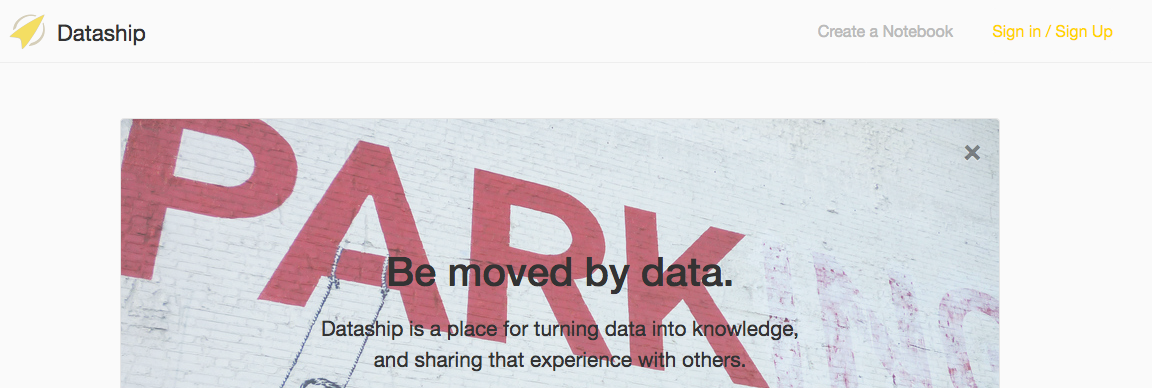 Dataship
Create a Notebook
Sign in / Sign Up
PARKING
Be moved by data.
Dataship is a place for turning data into knowledge,
and sharing that experience with others.